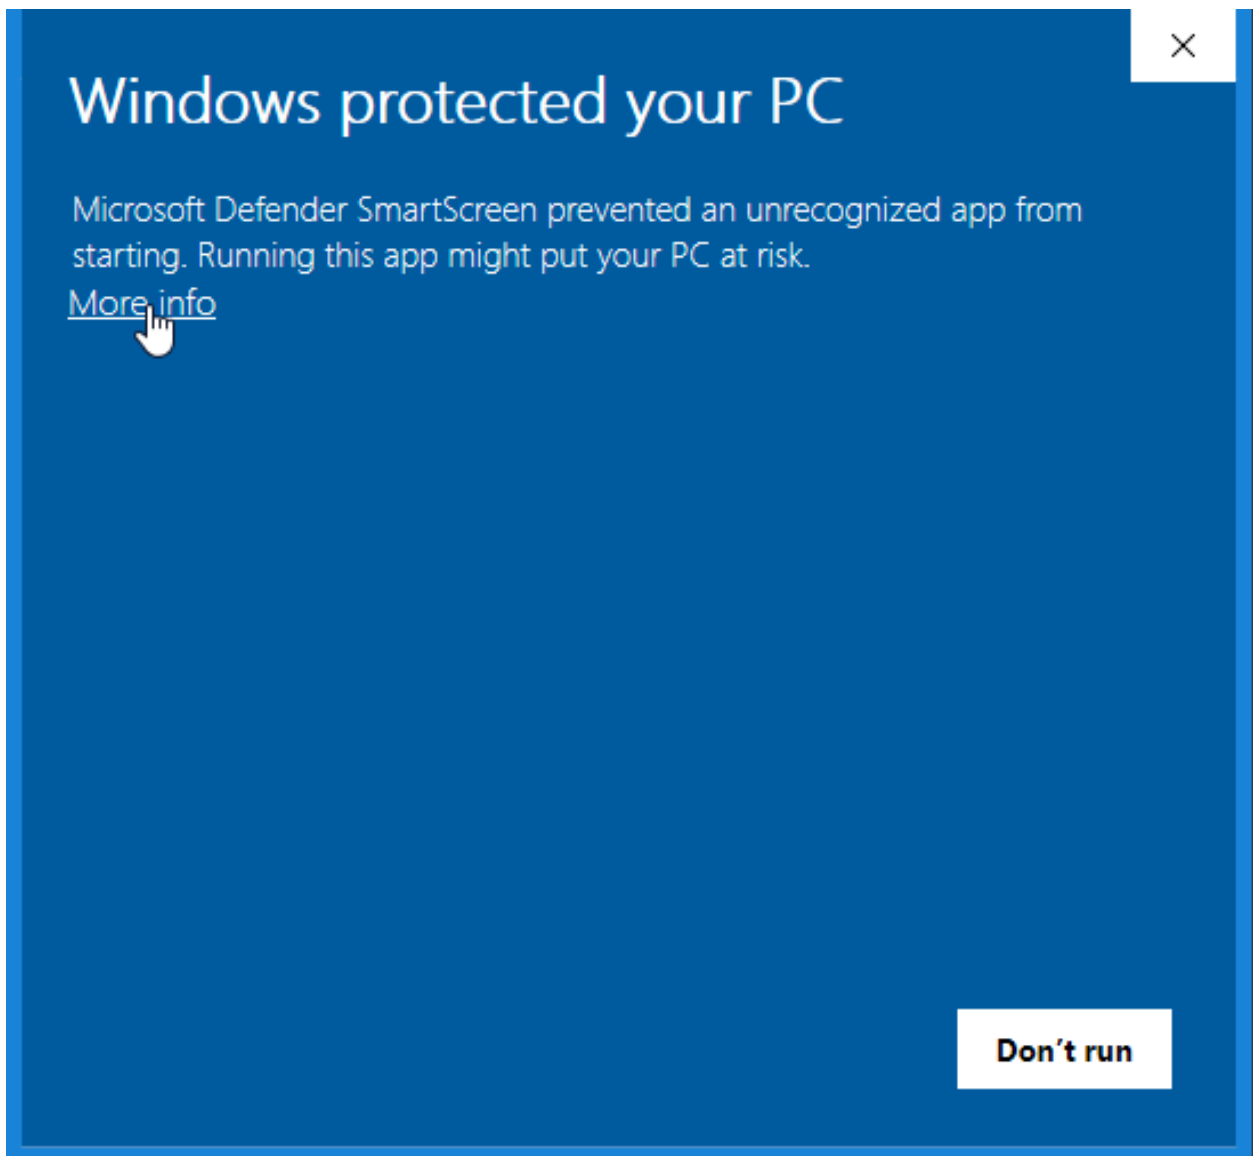 Windows protected your PC
Microsoft Defender SmartScreen prevented an unrecognized app from
starting. Running this app might put your PC at risk.
More info
Don’t run